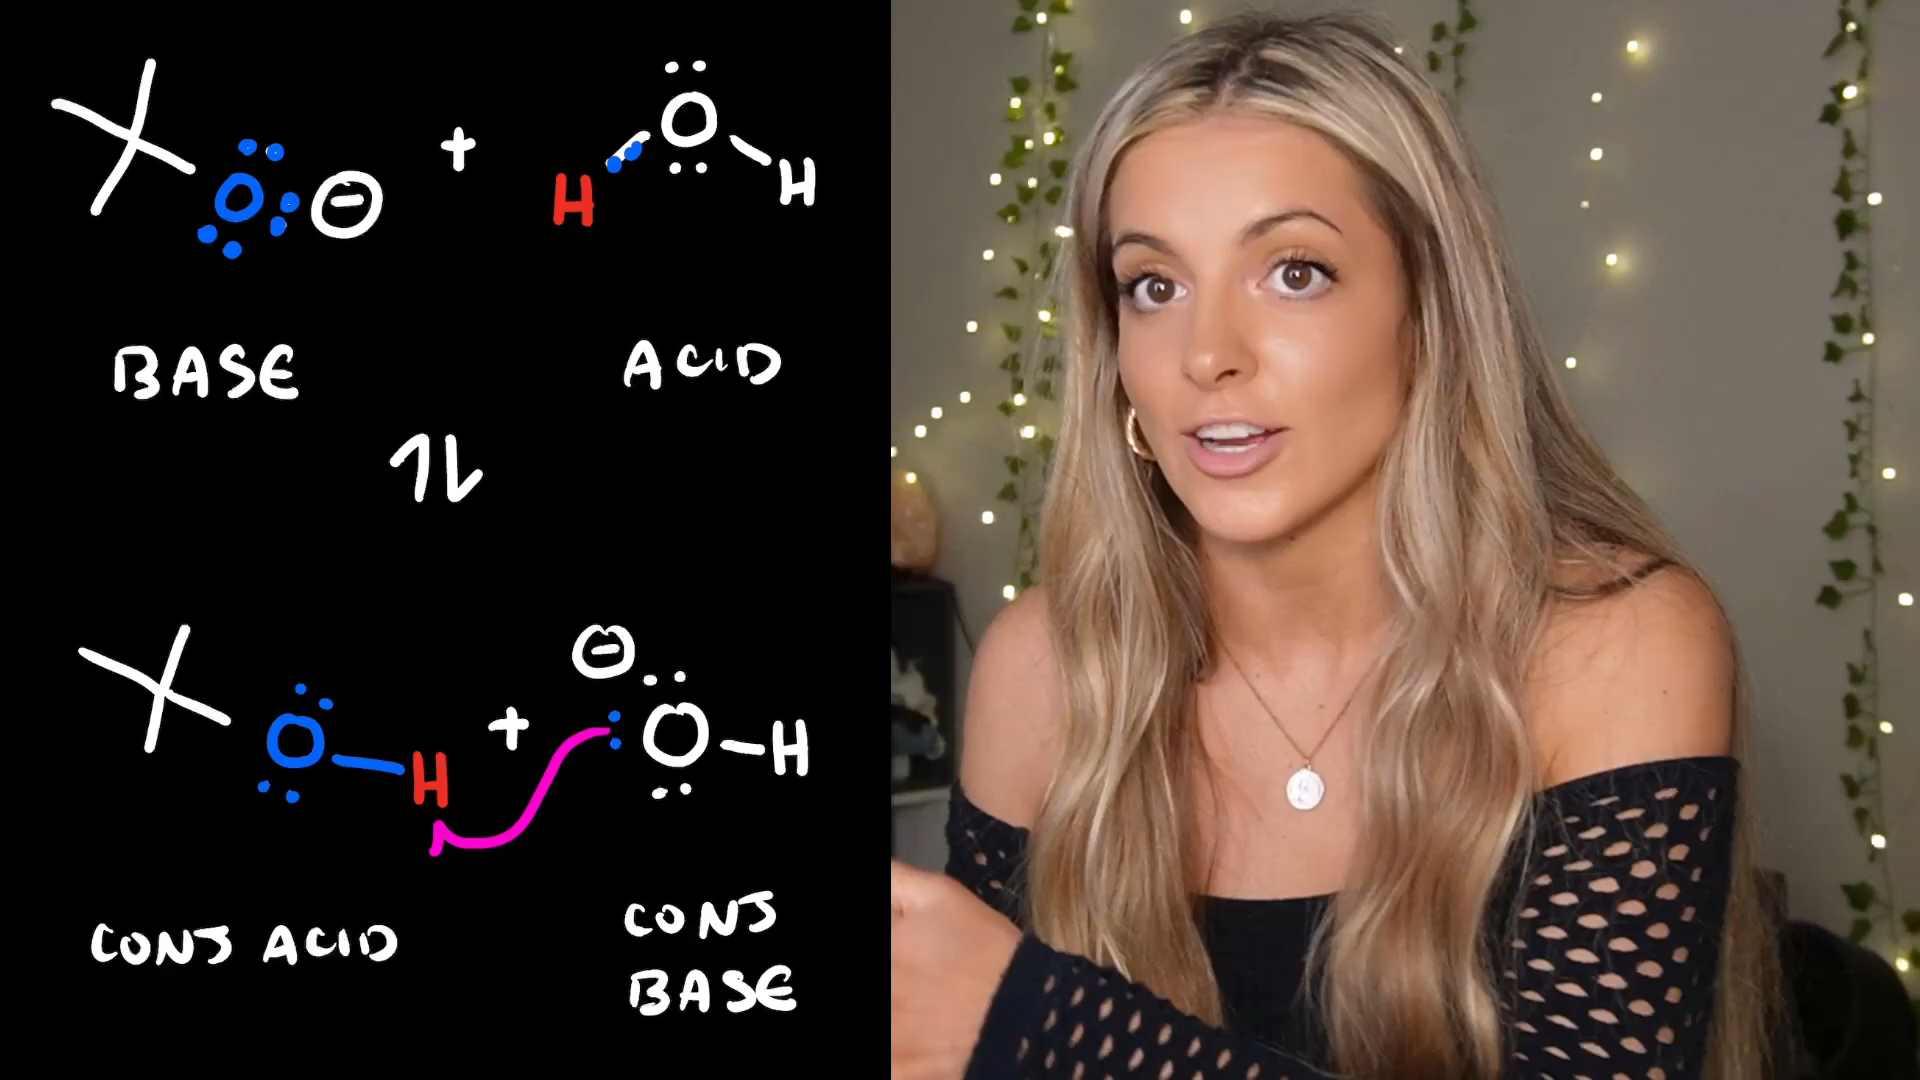 O ⊖ + H O H
BASE ACID
⇅
⊖
O H + O H
CONJ ACID CONJ
BASE